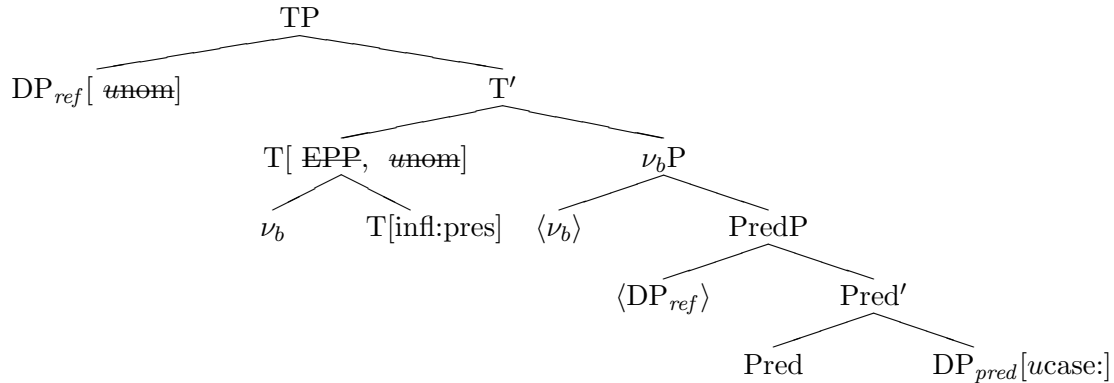 TP
DP_ref[ unom] T′
T[ EPP, unom] ν_bP
ν_b T[infl:pres] ⟨ν_b⟩ PredP
⟨DP_ref⟩ Pred′
Pred DP_pred[ucase:]